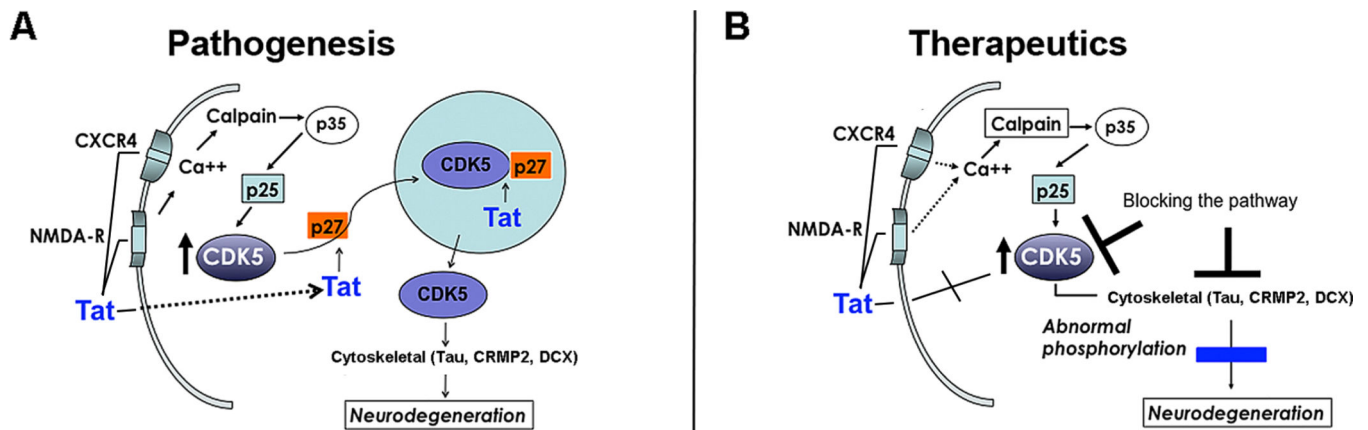 A
Pathogenesis
CXCR4
Calpain
p35
Ca++
p25
NMDA-R
CDK5
Tat
p27
Tat
CDK5
p27
Tat
CDK5
Cytoskeletal (Tau, CRMP2, DCX)
Neurodegeneration
B
Therapeutics
CXCR4
Calpain
p35
Ca++
p25
Blocking the pathway
NMDA-R
CDK5
Tat
Cytoskeletal (Tau, CRMP2, DCX)
Abnormal
phosphorylation
Neurodegeneration